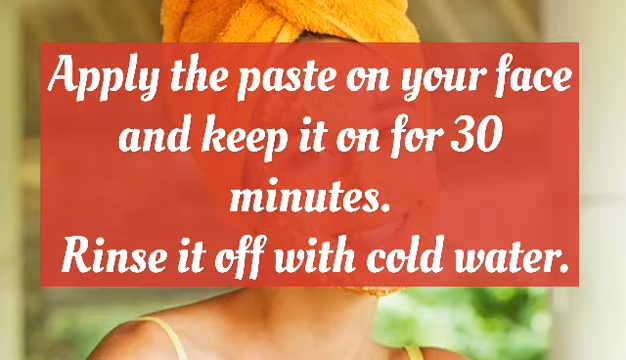 Apply the paste on your face
and keep it on for 30
minutes.
Rinse it off with cold water.